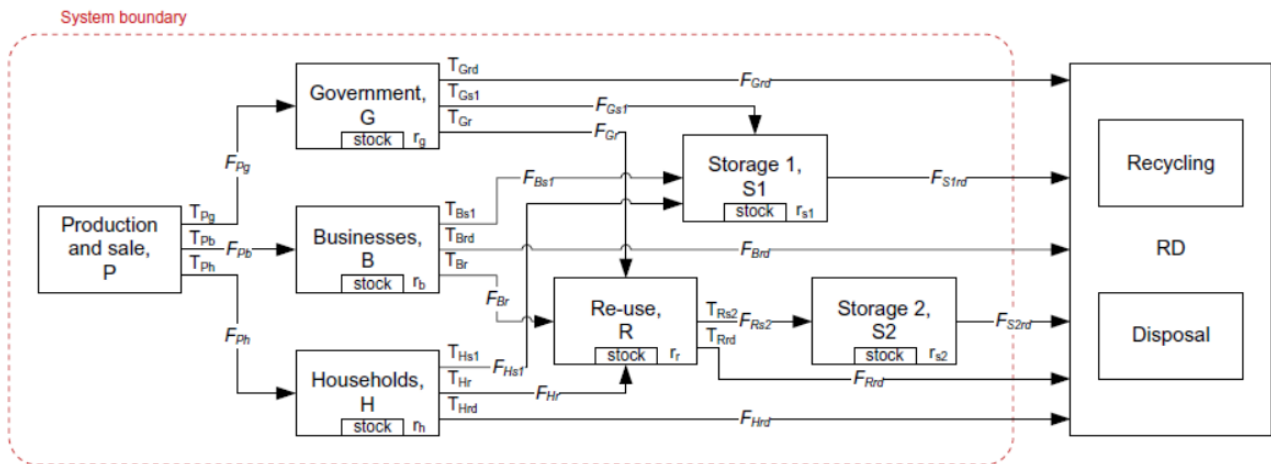 System boundary
Government,
G
stock
r_g
T_Grd
T_Gs1
T_Gr
F_Grd
F_Gs1
F_Gr
F_Pg
Production
and sale,
P
T_Pg
T_Pb
T_Ph
F_Pb
F_Ph
Businesses,
B
stock
r_b
T_Bs1
T_Brd
T_Br
F_Bs1
F_Brd
F_Br
Households,
H
stock
r_h
T_Hs1
T_Hr
T_Hrd
F_Hs1
F_Hr
F_Hrd
Storage 1,
S1
stock
r_s1
F_S1rd
Re-use,
R
stock
r_r
T_Rs2
T_Rrd
F_Rs2
F_Rrd
Storage 2,
S2
stock
r_s2
F_S2rd
Recycling
RD
Disposal